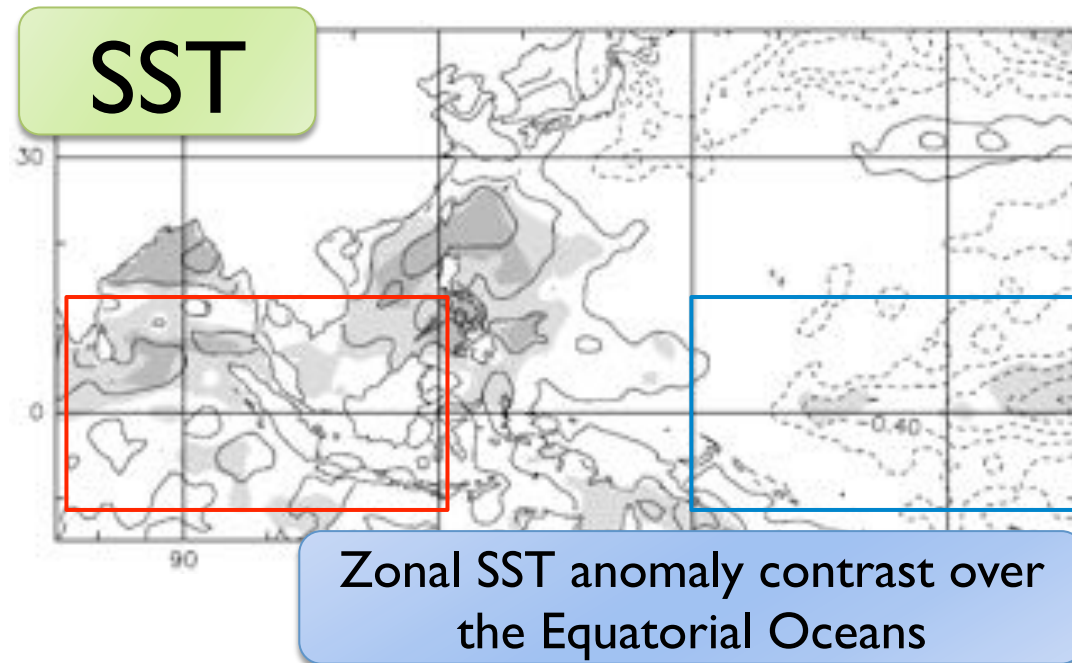 SST
30
0
-0.40
90
Zonal SST anomaly contrast over
the Equatorial Oceans